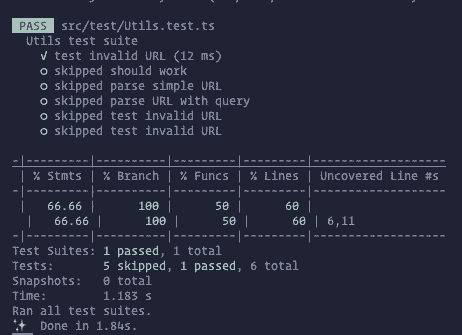 PASS src/test/Utils.test.ts
Utils test suite
√ test invalid URL (12 ms)
○ skipped should work
○ skipped parse simple URL
○ skipped parse URL with query
○ skipped test invalid URL
○ skipped test invalid URL
-|---------|----------|---------|---------|-------------------
| % Stmts | % Branch | % Funcs | % Lines | Uncovered Line #s
-|---------|----------|---------|---------|-------------------
| 66.66 | 100 | 50 | 60 |
| 66.66 | 100 | 50 | 60 | 6,11
-|---------|----------|---------|---------|-------------------
Test Suites: 1 passed, 1 total
Tests: 5 skipped, 1 passed, 6 total
Snapshots: 0 total
Time: 1.183 s
Ran all test suites.
✨ Done in 1.84s.